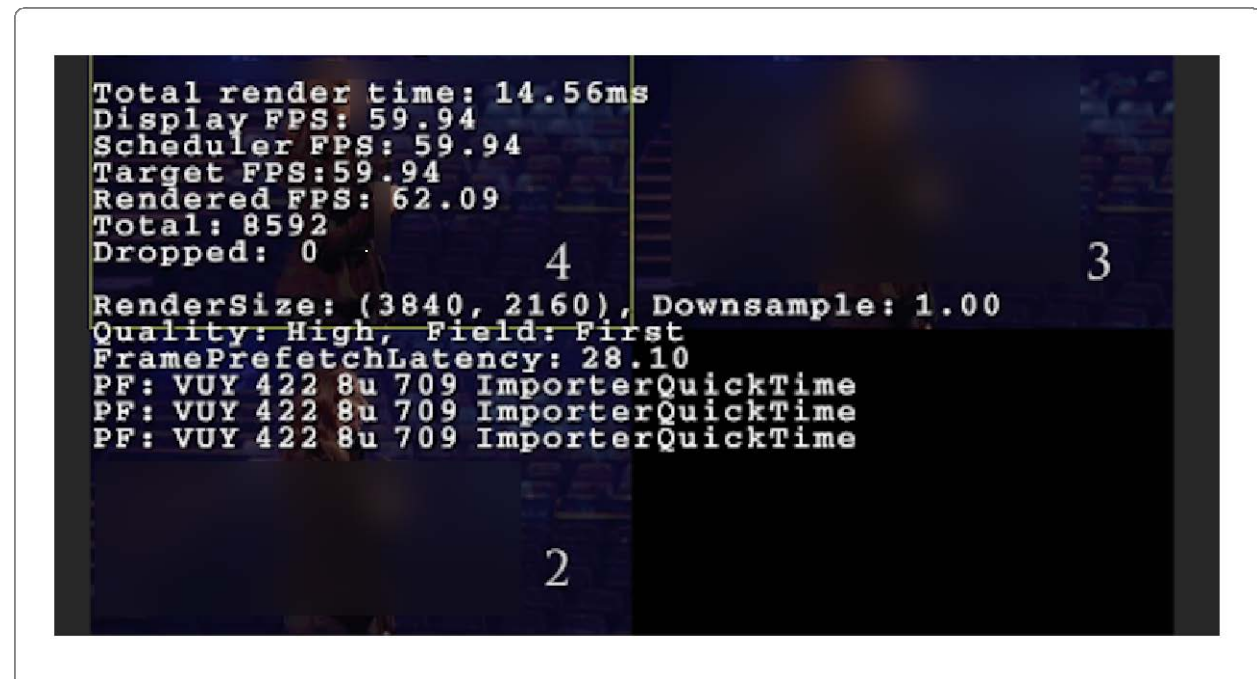 Total render time: 14.56ms
Display FPS: 59.94
Scheduler FPS: 59.94
Target FPS:59.94
Rendered FPS: 62.09
Total: 8592
Dropped: 0
4
3
RenderSize: (3840, 2160), Downsample: 1.00
Quality: High, Field: First
FramePrefetchLatency: 28.10
PF: VUY 422 8u 709 ImporterQuickTime
PF: VUY 422 8u 709 ImporterQuickTime
PF: VUY 422 8u 709 ImporterQuickTime
2